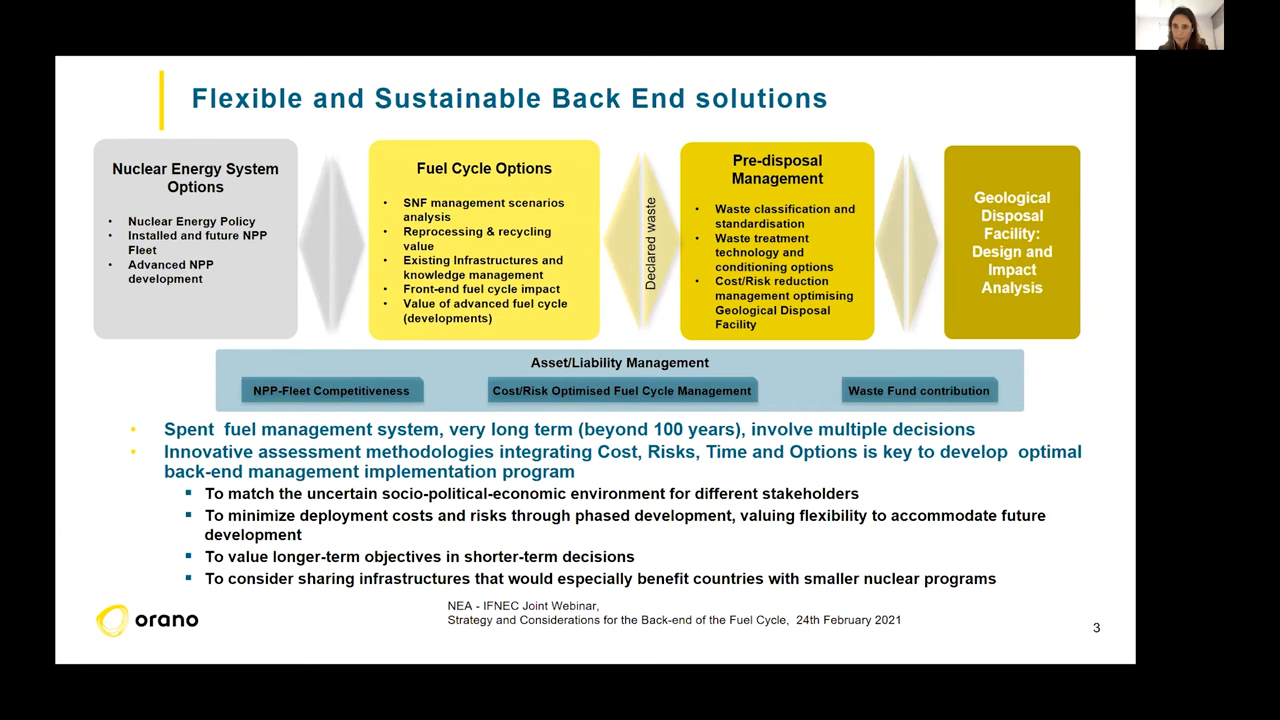 Flexible and Sustainable Back End solutions
Nuclear Energy System
Options
• Nuclear Energy Policy
• Installed and future NPP
Fleet
• Advanced NPP
development
Fuel Cycle Options
• SNF management scenarios
analysis
• Reprocessing & recycling
value
• Existing Infrastructures and
knowledge management
• Front-end fuel cycle impact
• Value of advanced fuel cycle
(developments)
Declared waste
Pre-disposal
Management
• Waste classification and
standardisation
• Waste treatment
technology and
conditioning options
• Cost/Risk reduction
management optimising
Geological Disposal
Facility
Geological
Disposal
Facility:
Design and
Impact
Analysis
Asset/Liability Management
NPP-Fleet Competitiveness
Cost/Risk Optimised Fuel Cycle Management
Waste Fund contribution
• Spent fuel management system, very long term (beyond 100 years), involve multiple decisions
• Innovative assessment methodologies integrating Cost, Risks, Time and Options is key to develop optimal
back-end management implementation program
▪ To match the uncertain socio-political-economic environment for different stakeholders
▪ To minimize deployment costs and risks through phased development, valuing flexibility to accommodate future
development
▪ To value longer-term objectives in shorter-term decisions
▪ To consider sharing infrastructures that would especially benefit countries with smaller nuclear programs
orano
NEA - IFNEC Joint Webinar,
Strategy and Considerations for the Back-end of the Fuel Cycle, 24th February 2021
3